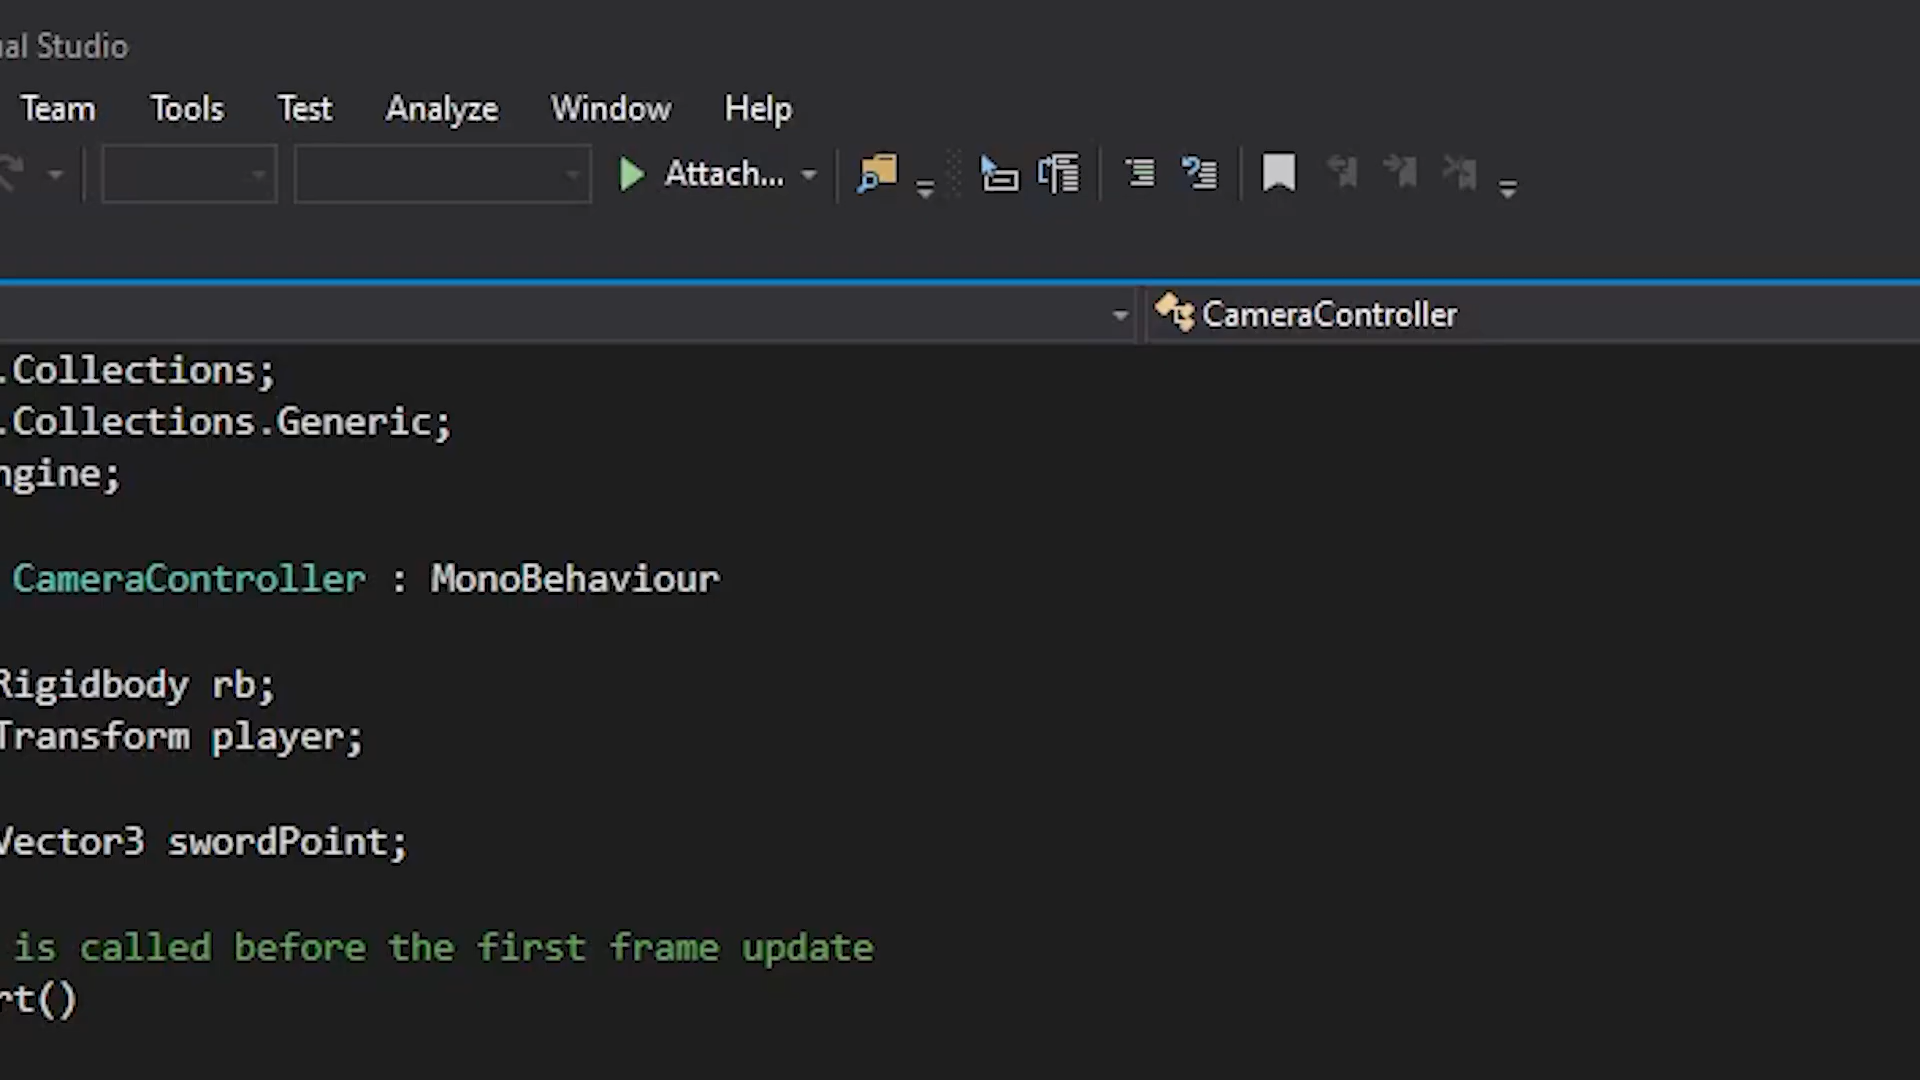 al Studio
Team Tools Test Analyze Window Help
Attach...
CameraController
.Collections;
.Collections.Generic;
ngine;
CameraController : MonoBehaviour
Rigidbody rb;
Transform player;
Vector3 swordPoint;
is called before the first frame update
rt()